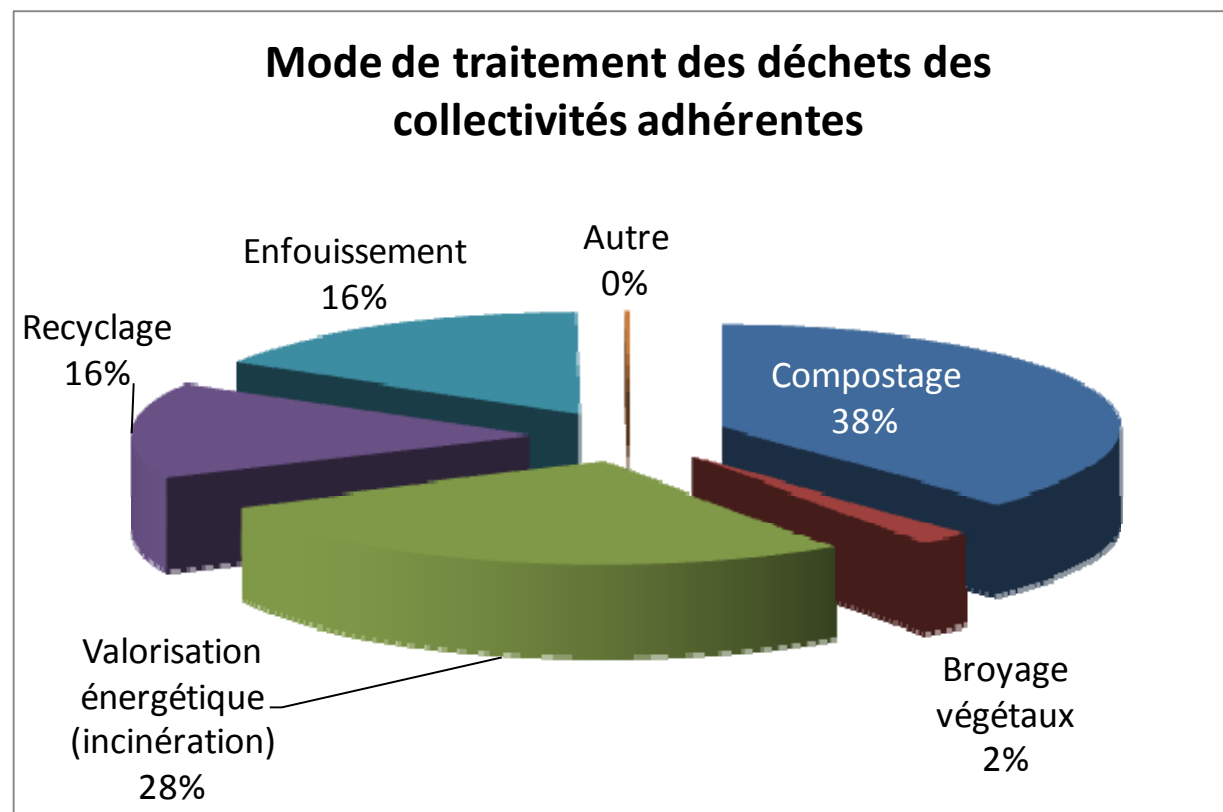 Mode de traitement des déchets des
collectivités adhérentes
Autre
0%
Enfouissement
16%
Recyclage
16%
Compostage
38%
Valorisation
énergétique
(incinération)
28%
Broyage
végétaux
2%